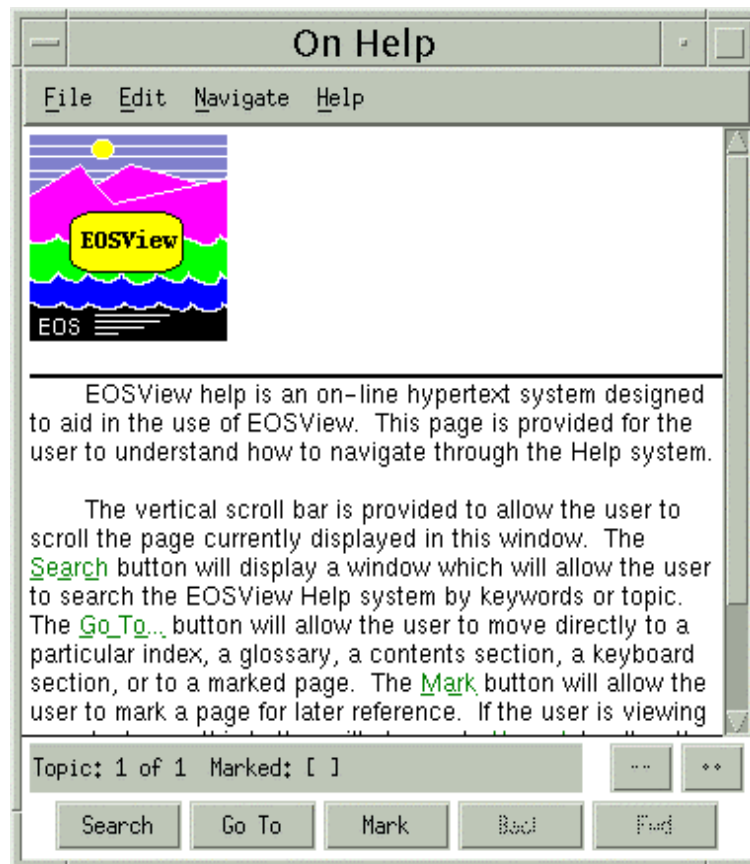 On Help
File Edit Navigate Help
EOSView
EOS
EOSView help is an on-line hypertext system designed
to aid in the use of EOSView. This page is provided for the
user to understand how to navigate through the Help system.
The vertical scroll bar is provided to allow the user to
scroll the page currently displayed in this window. The
Search button will display a window which will allow the user
to search the EOSView Help system by keywords or topic.
The Go To... button will allow the user to move directly to a
particular index, a glossary, a contents section, a keyboard
section, or to a marked page. The Mark button will allow the
user to mark a page for later reference. If the user is viewing
Topic: 1 of 1 Marked: [ ]
Search Go To Mark Back Fwd